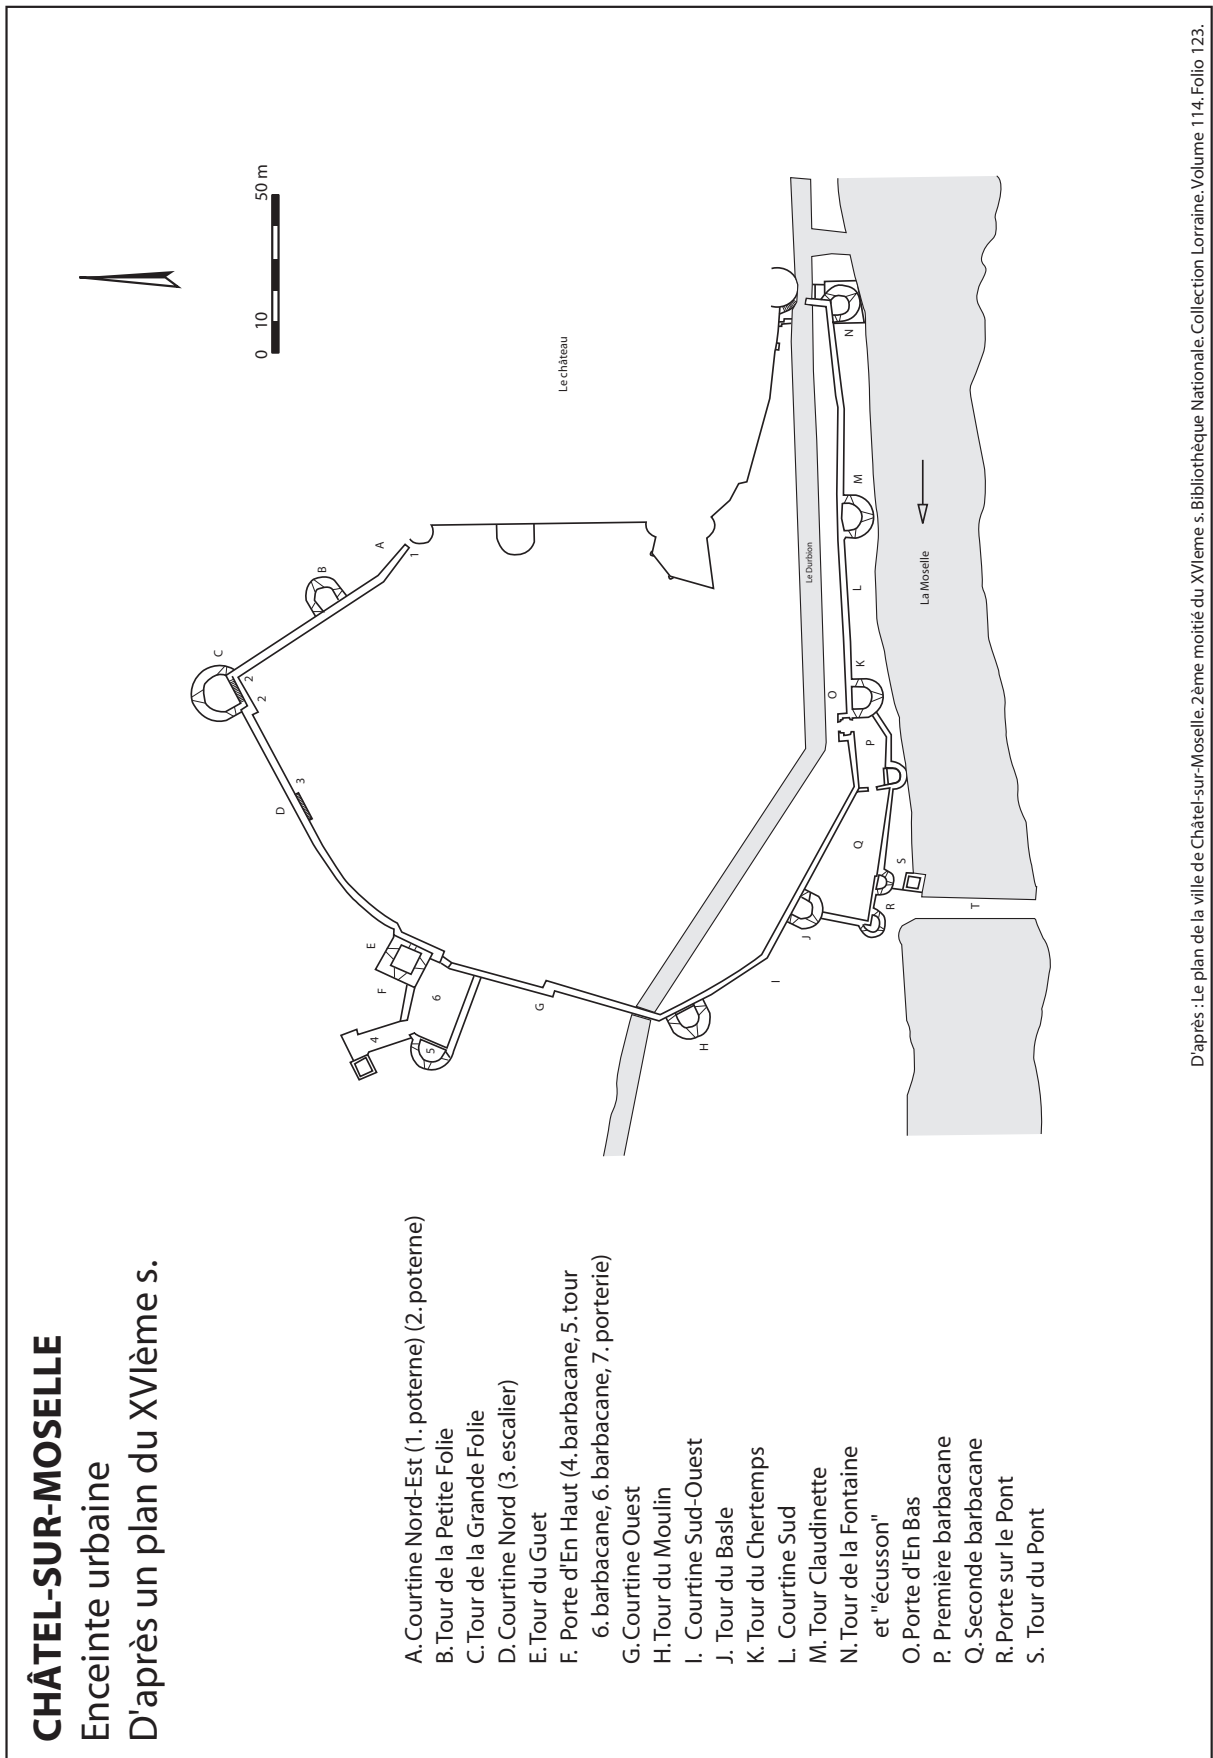 CHÂTEL-SUR-MOSELLE
Enceinte urbaine
D'après un plan du XVIème s.
A. Courtine Nord-Est (1. poterne) (2. poterne)
B. Tour de la Petite Folie
C. Tour de la Grande Folie
D. Courtine Nord (3. escalier)
E. Tour du Guet
F. Porte d'En Haut (4. barbacane, 5. tour
6. barbacane, 6. barbacane, 7. porterie)
G. Courtine Ouest
H. Tour du Moulin
I. Courtine Sud-Ouest
J. Tour du Basle
K. Tour du Chertemps
L. Courtine Sud
M. Tour Claudinette
N. Tour de la Fontaine
et "écusson"
O. Porte d'En Bas
P. Première barbacane
Q. Seconde barbacane
R. Porte sur le Pont
S. Tour du Pont
0 10 50 m
C
B
A
1
2
2
D
3
E
F
4
5
6
G
H
I
J
Le château
Le Durbion
La Moselle
K
L
M
N
O
P
Q
R
S
T
D'après : Le plan de la ville de Châtel-sur-Moselle. 2ème moitié du XVIeme s. Bibliothèque Nationale. Collection Lorraine. Volume 114. Folio 123.